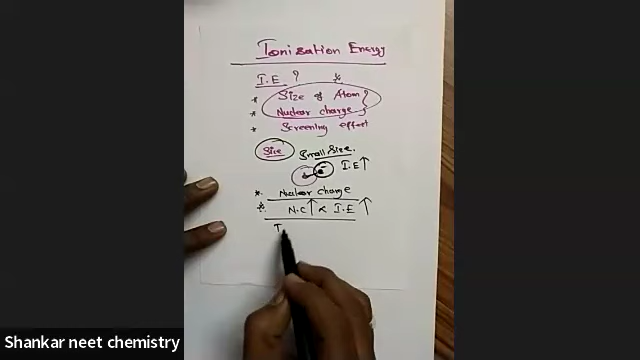 Ionisation Energy
I.E ? *
* Size of Atom }
* Nuclear charge }
* Screening effect
Size Small Size.
+ - I.E ↑
* Nuclear charge
* N.C ↑ ∝ I.E ↑
T
Shankar neet chemistry